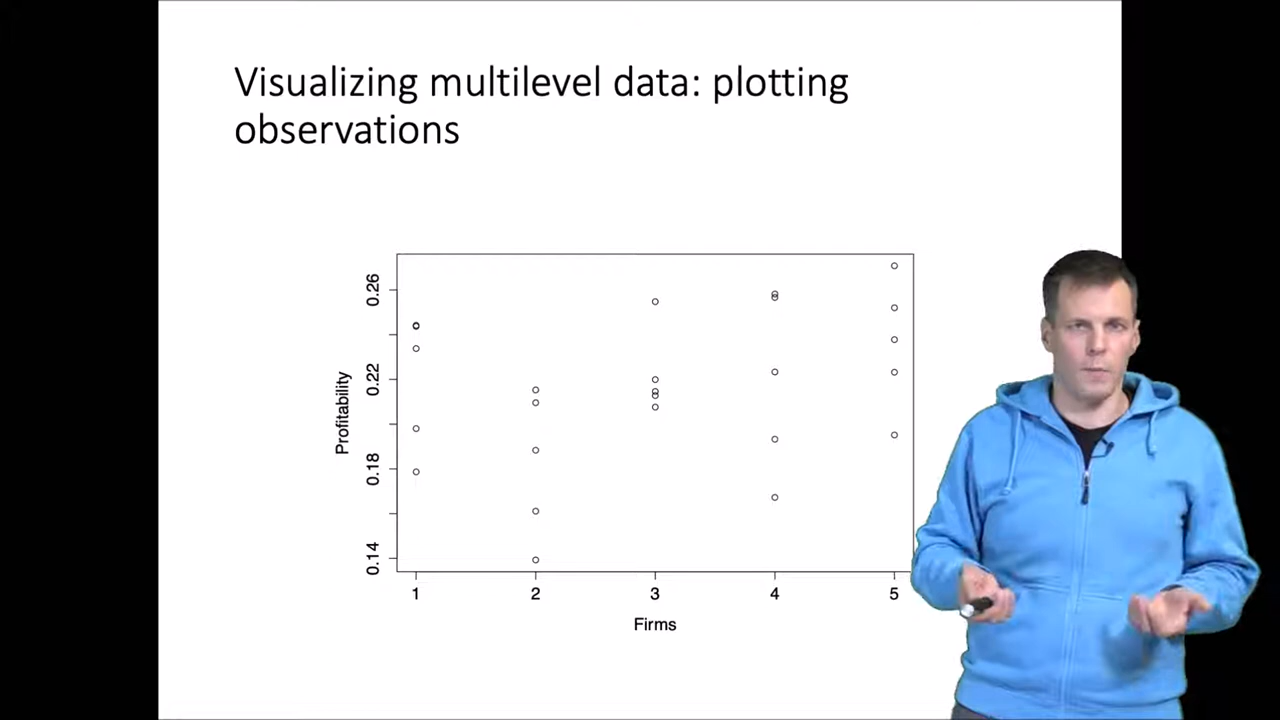 Visualizing multilevel data: plotting
observations
0.26
0.22
0.18
0.14
Profitability
1 2 3 4 5
Firms